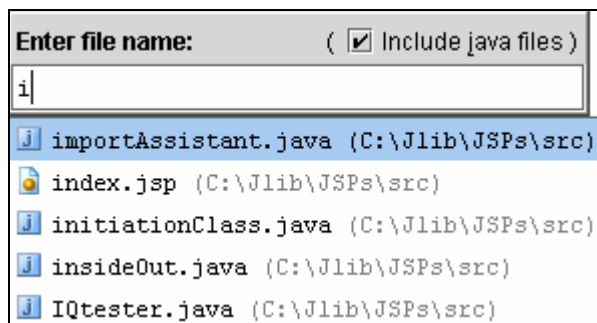 Enter file name: ( Include java files )
i
importAssistant.java (C:\Jlib\JSPs\src)
index.jsp (C:\Jlib\JSPs\src)
initiationClass.java (C:\Jlib\JSPs\src)
insideOut.java (C:\Jlib\JSPs\src)
IQtester.java (C:\Jlib\JSPs\src)